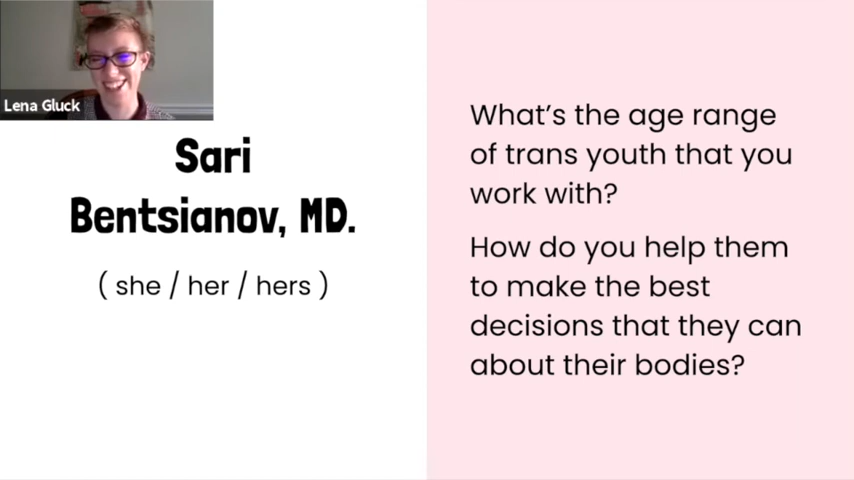 Lena Gluck
Sari
Bentsianov, MD.
( she / her / hers )
What’s the age range
of trans youth that you
work with?
How do you help them
to make the best
decisions that they can
about their bodies?